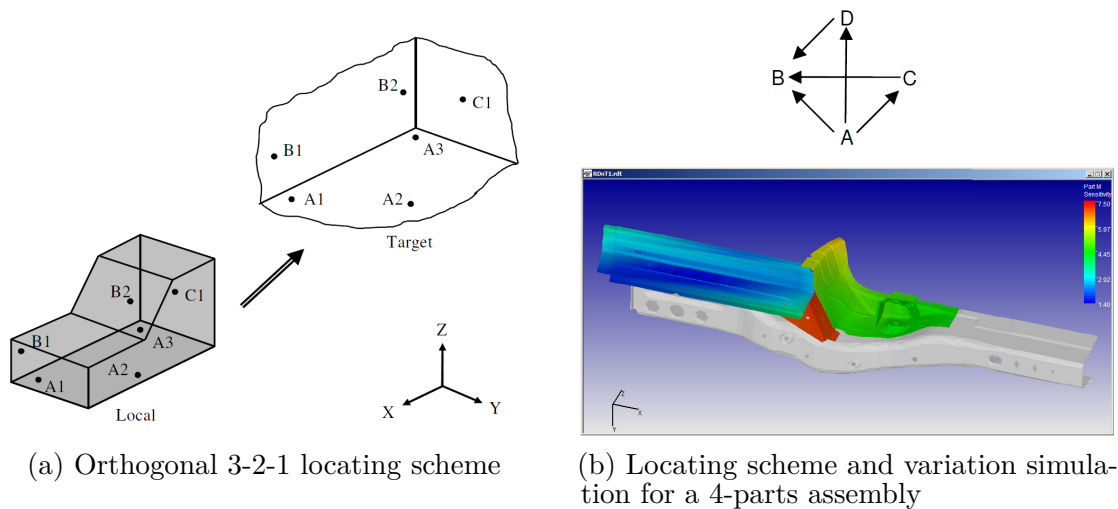 B2
C1
B1
A3
A1
A2
Target
B2
C1
B1
A3
A2
A1
Local
Z
X
Y
(a) Orthogonal 3-2-1 locating scheme
D
B
C
A
RDnT1.rdt
Part M
Sensitivity
7.50
5.97
4.45
2.92
1.40
Z
X
Y
(b) Locating scheme and variation simula-
tion for a 4-parts assembly